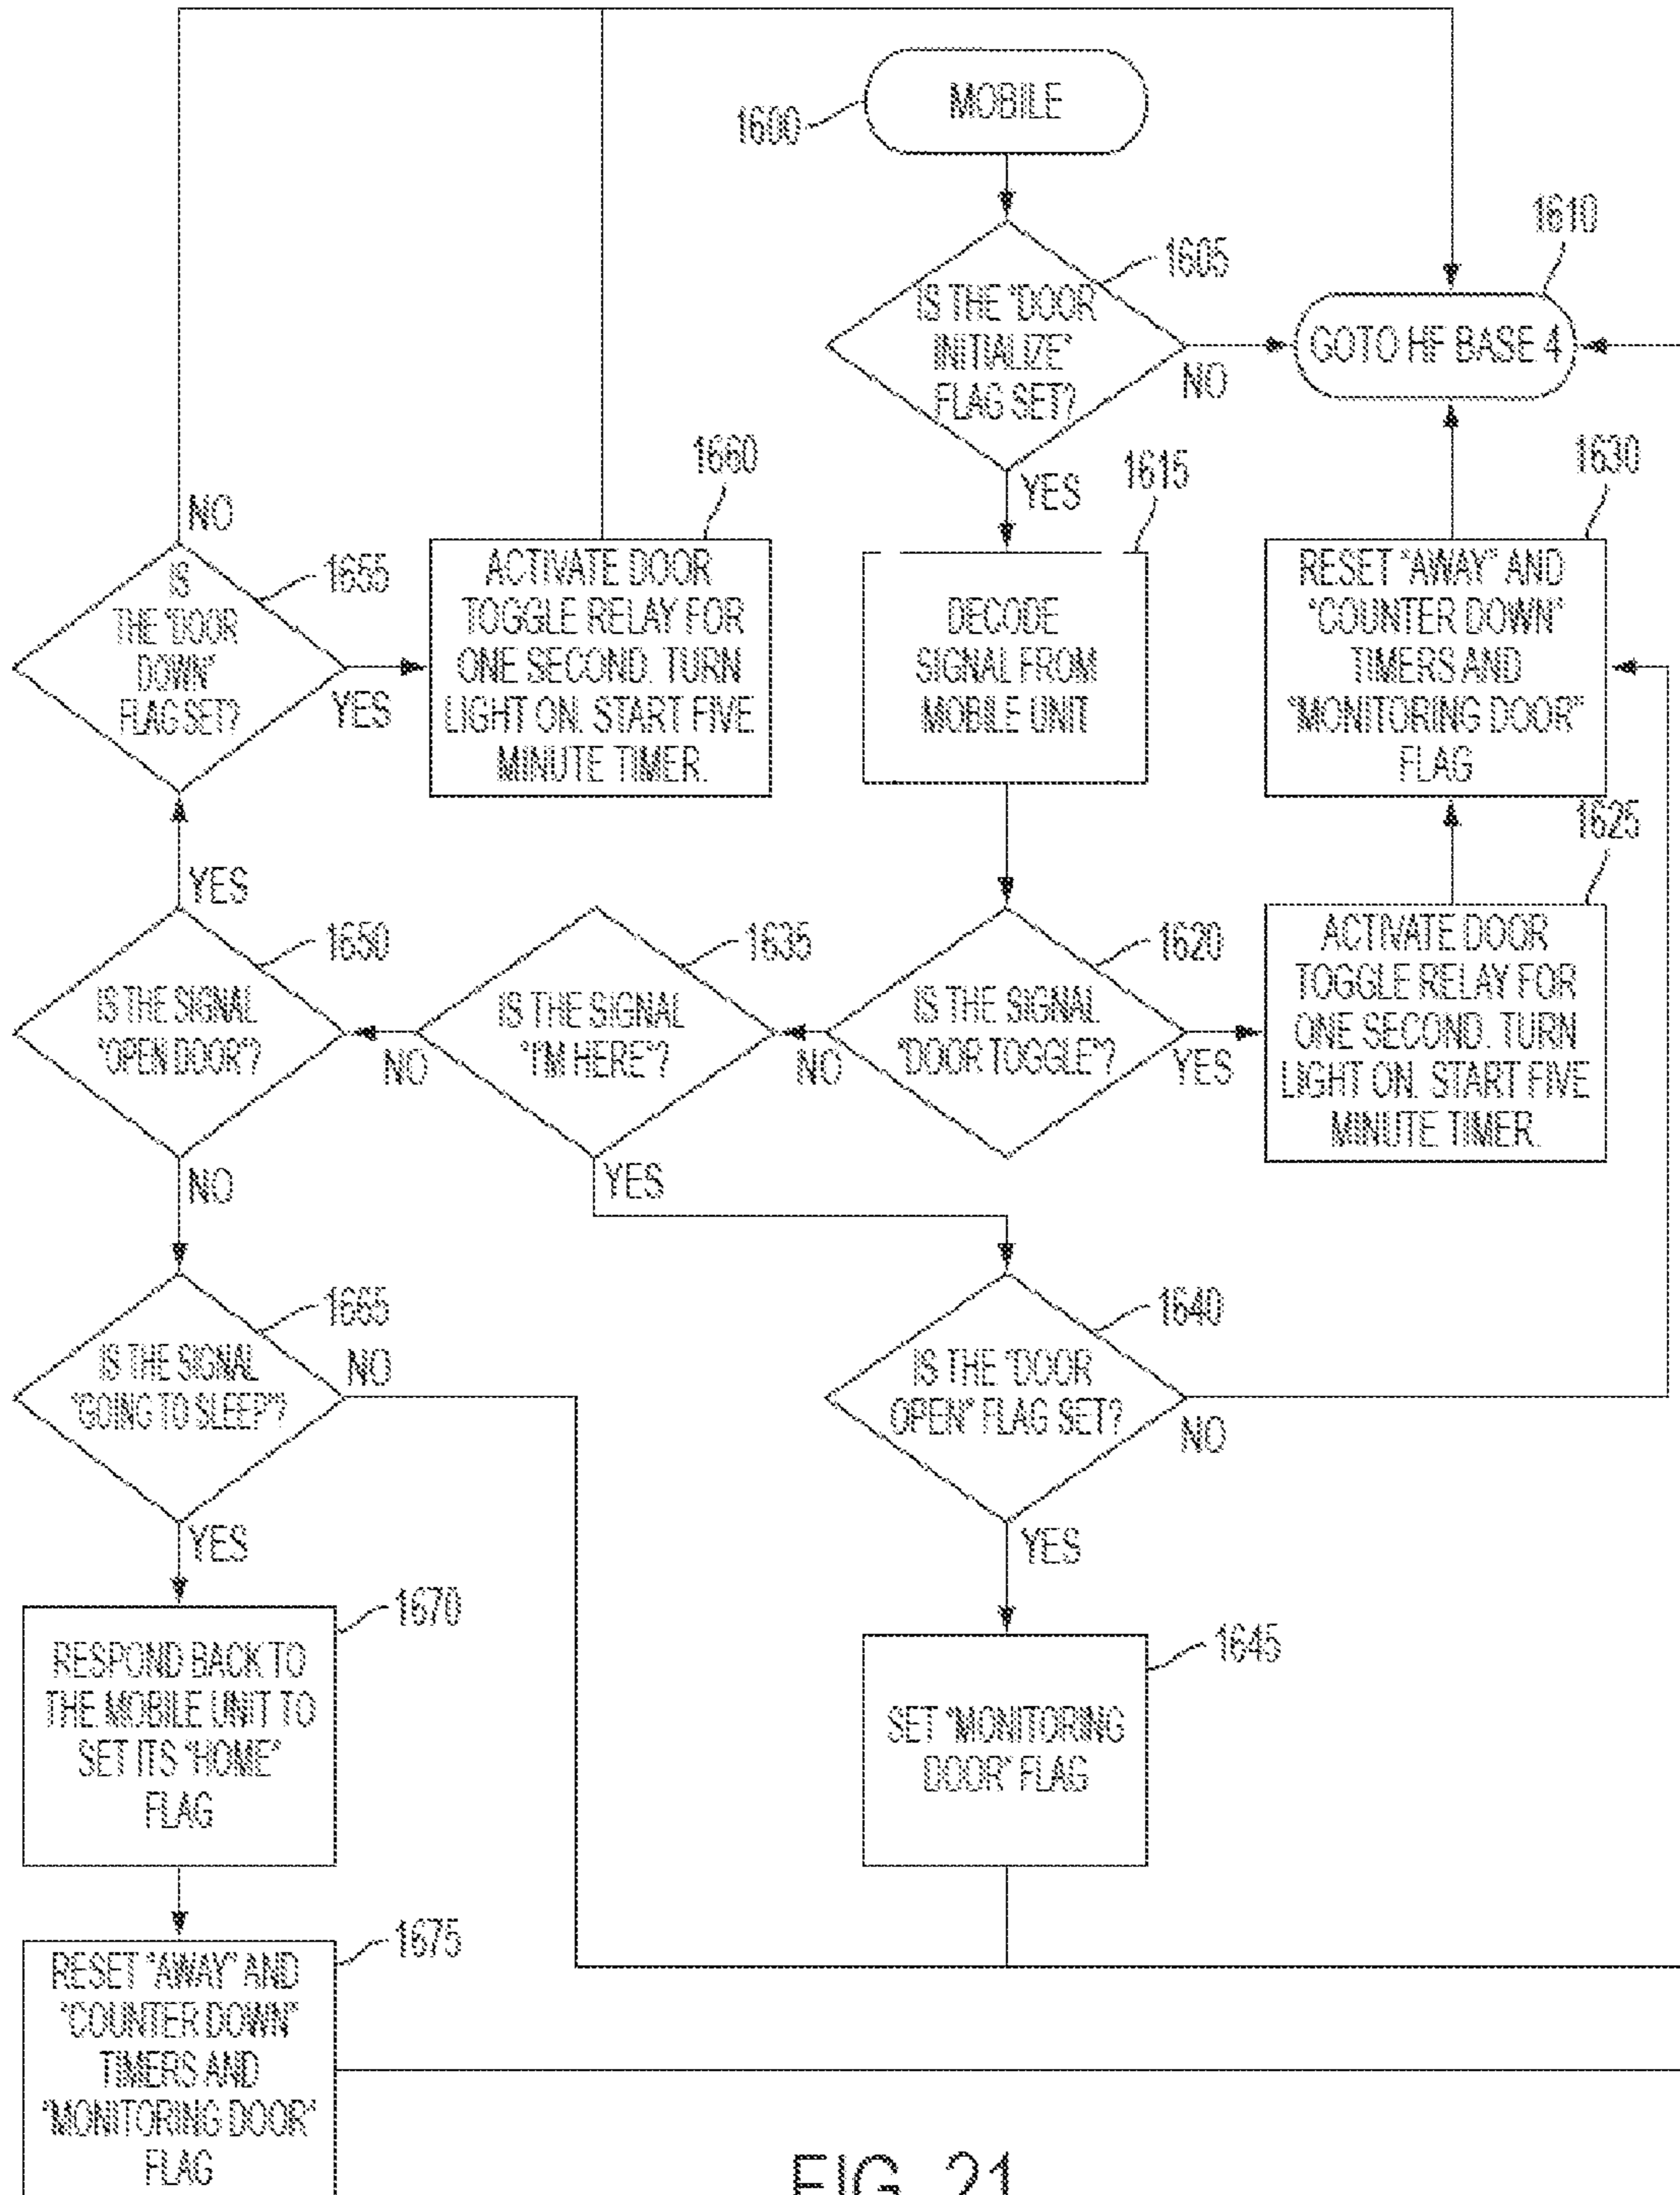 MOBILE
1600
1610
1605
IS THE "DOOR
INITIALIZE"
FLAG SET?
NO
GOTO HF BASE 4
YES
1615
1660
1630
NO
1655
IS
THE "DOOR
DOWN"
FLAG SET?
YES
ACTIVATE DOOR
TOGGLE RELAY FOR
ONE SECOND. TURN
LIGHT ON. START FIVE
MINUTE TIMER.
DECODE
SIGNAL FROM
MOBILE UNIT
RESET "AWAY" AND
"COUNTER DOWN"
TIMERS AND
"MONITORING DOOR"
FLAG
1625
YES
1650
IS THE SIGNAL
"OPEN DOOR"?
NO
1635
IS THE SIGNAL
"I'M HERE"?
NO
1620
IS THE SIGNAL
"DOOR TOGGLE"?
YES
ACTIVATE DOOR
TOGGLE RELAY FOR
ONE SECOND. TURN
LIGHT ON. START FIVE
MINUTE TIMER.
NO
YES
1665
IS THE SIGNAL
"GOING TO SLEEP"?
NO
1640
IS THE "DOOR
OPEN" FLAG SET?
NO
YES
YES
1670
RESPOND BACK TO
THE MOBILE UNIT TO
SET ITS "HOME"
FLAG
1645
SET "MONITORING
DOOR" FLAG
1675
RESET "AWAY" AND
"COUNTER DOWN"
TIMERS AND
"MONITORING DOOR"
FLAG
FIG. 21